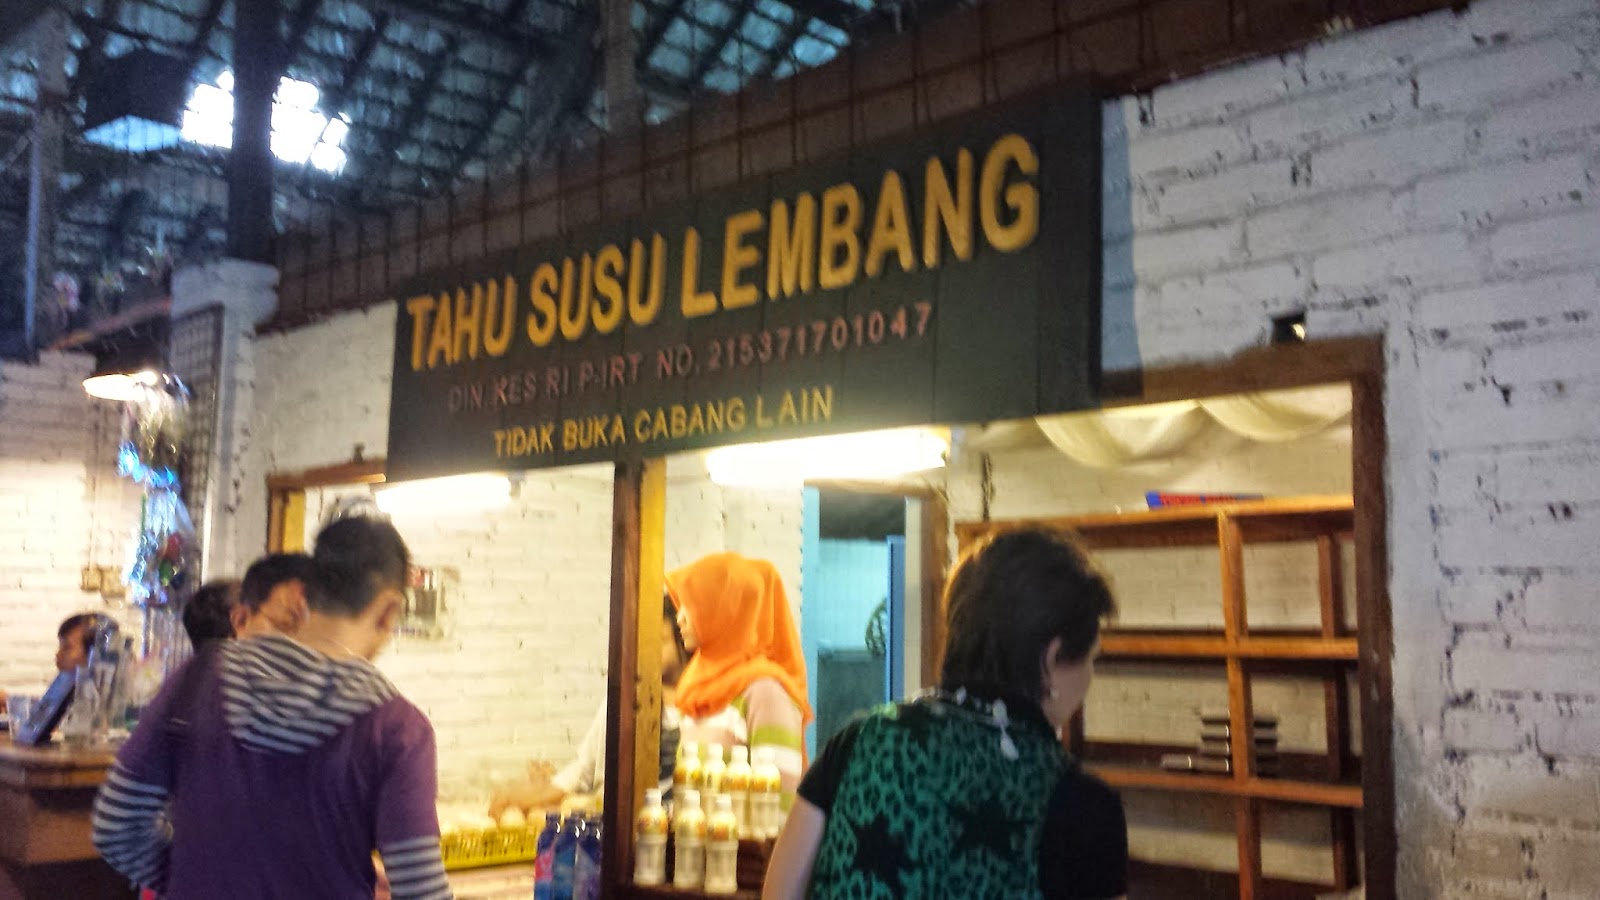 TAHU SUSU LEMBANG
DIN. KES RI P-IRT NO. 215371701047
TIDAK BUKA CABANG LAIN